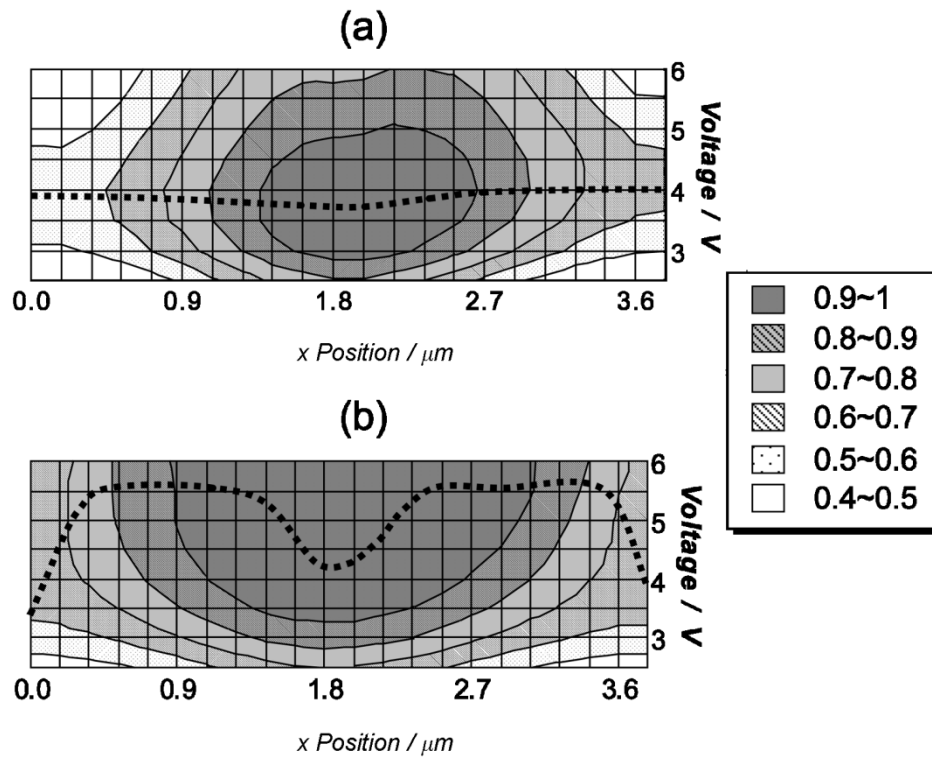 (a)
6
5
4
3
Voltage / V
0.0 0.9 1.8 2.7 3.6
x Position / μm
0.9~1
0.8~0.9
0.7~0.8
0.6~0.7
0.5~0.6
0.4~0.5
(b)
6
5
4
3
Voltage / V
0.0 0.9 1.8 2.7 3.6
x Position / μm